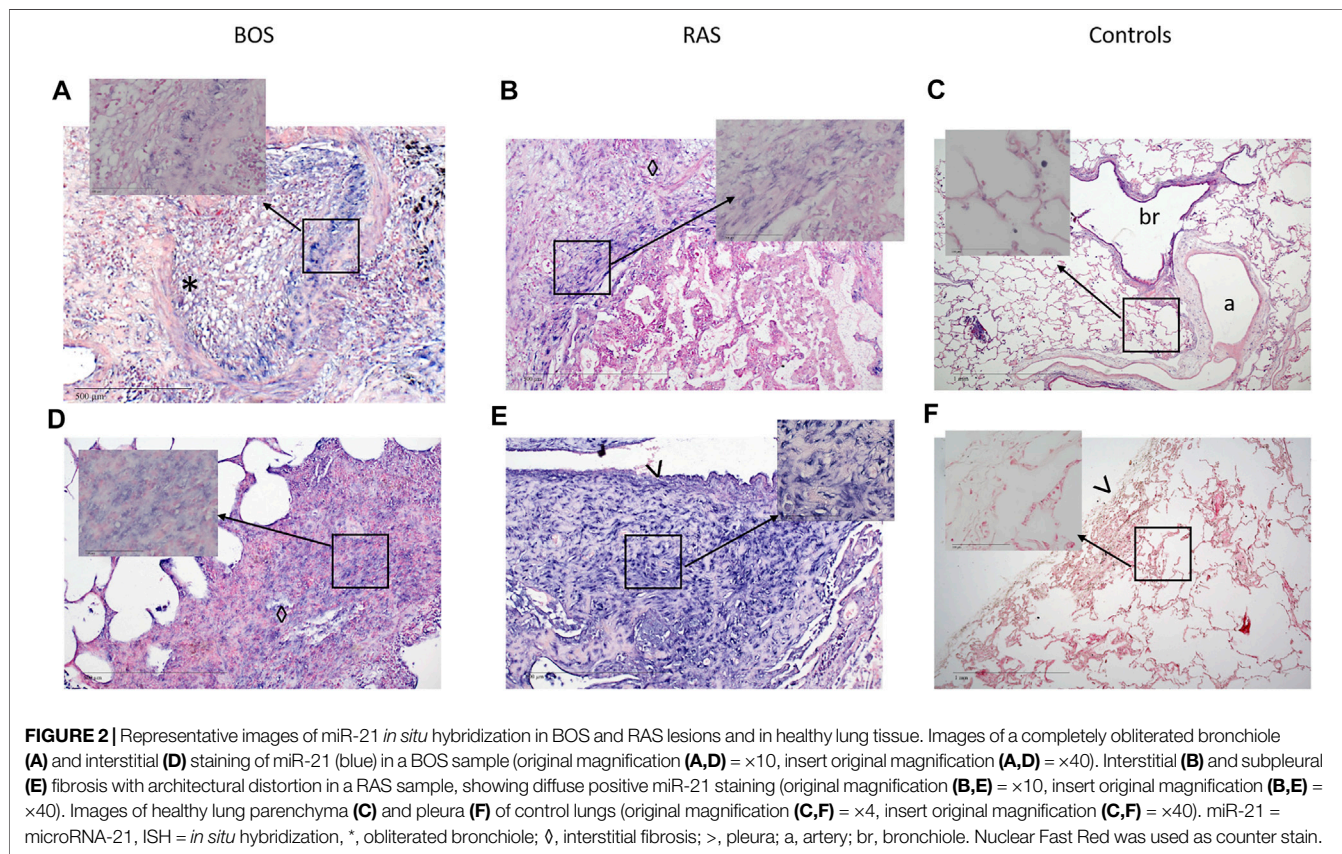 BOS
RAS
Controls
A
B
C
*
◊
br
a
500 µm
1 mm
D
E
F
◊
>
>
1 mm
FIGURE 2 | Representative images of miR-21 in situ hybridization in BOS and RAS lesions and in healthy lung tissue. Images of a completely obliterated bronchiole
(A) and interstitial (D) staining of miR-21 (blue) in a BOS sample (original magnification (A,D) = ×10, insert original magnification (A,D) = ×40). Interstitial (B) and subpleural
(E) fibrosis with architectural distortion in a RAS sample, showing diffuse positive miR-21 staining (original magnification (B,E) = ×10, insert original magnification (B,E) =
×40). Images of healthy lung parenchyma (C) and pleura (F) of control lungs (original magnification (C,F) = ×4, insert original magnification (C,F) = ×40). miR-21 =
microRNA-21, ISH = in situ hybridization, *, obliterated bronchiole; ◊, interstitial fibrosis; >, pleura; a, artery; br, bronchiole. Nuclear Fast Red was used as counter stain.